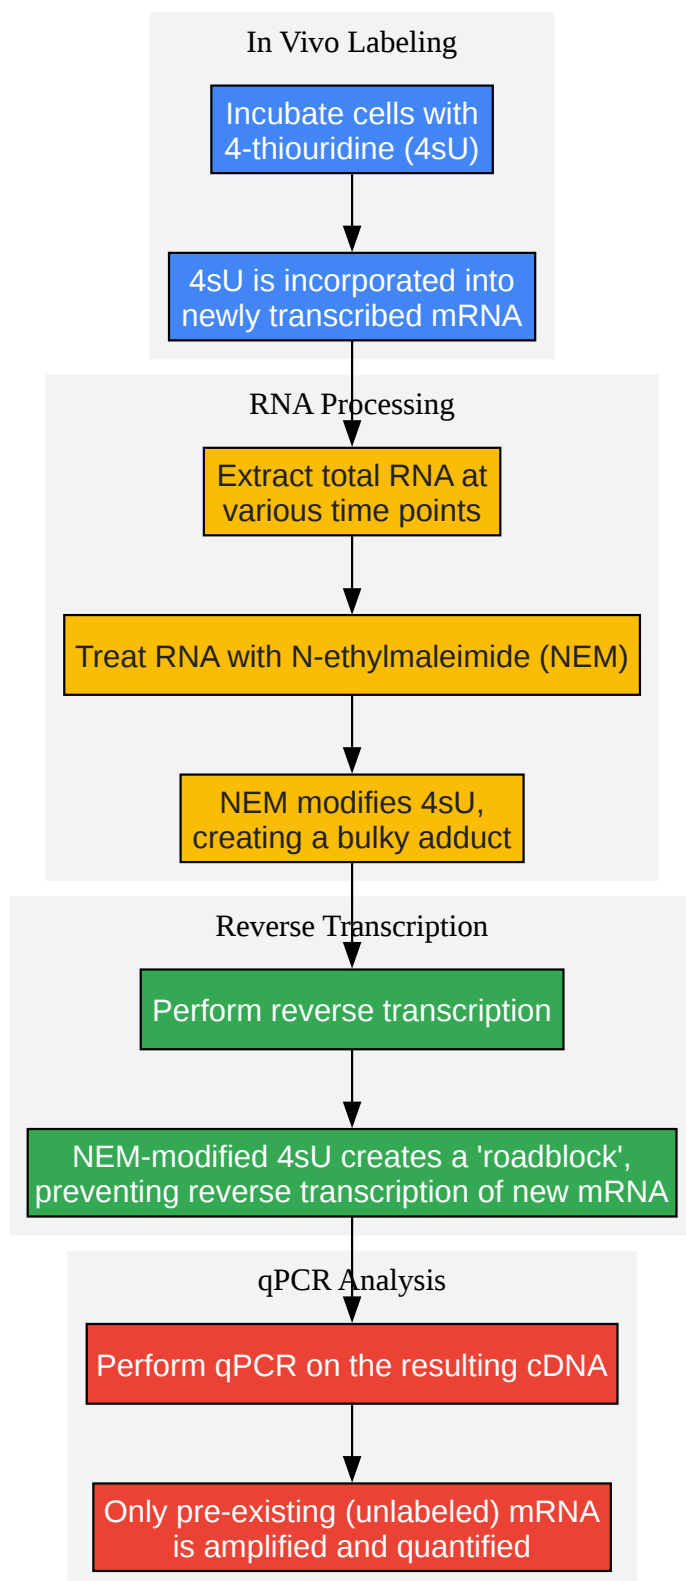 In Vivo Labeling
Incubate cells with
4-thiouridine (4sU)
4sU is incorporated into
newly transcribed mRNA
RNA Processing
Extract total RNA at
various time points
Treat RNA with N-ethylmaleimide (NEM)
NEM modifies 4sU,
creating a bulky adduct
Reverse Transcription
Perform reverse transcription
NEM-modified 4sU creates a 'roadblock',
preventing reverse transcription of new mRNA
qPCR Analysis
Perform qPCR on the resulting cDNA
Only pre-existing (unlabeled) mRNA
is amplified and quantified